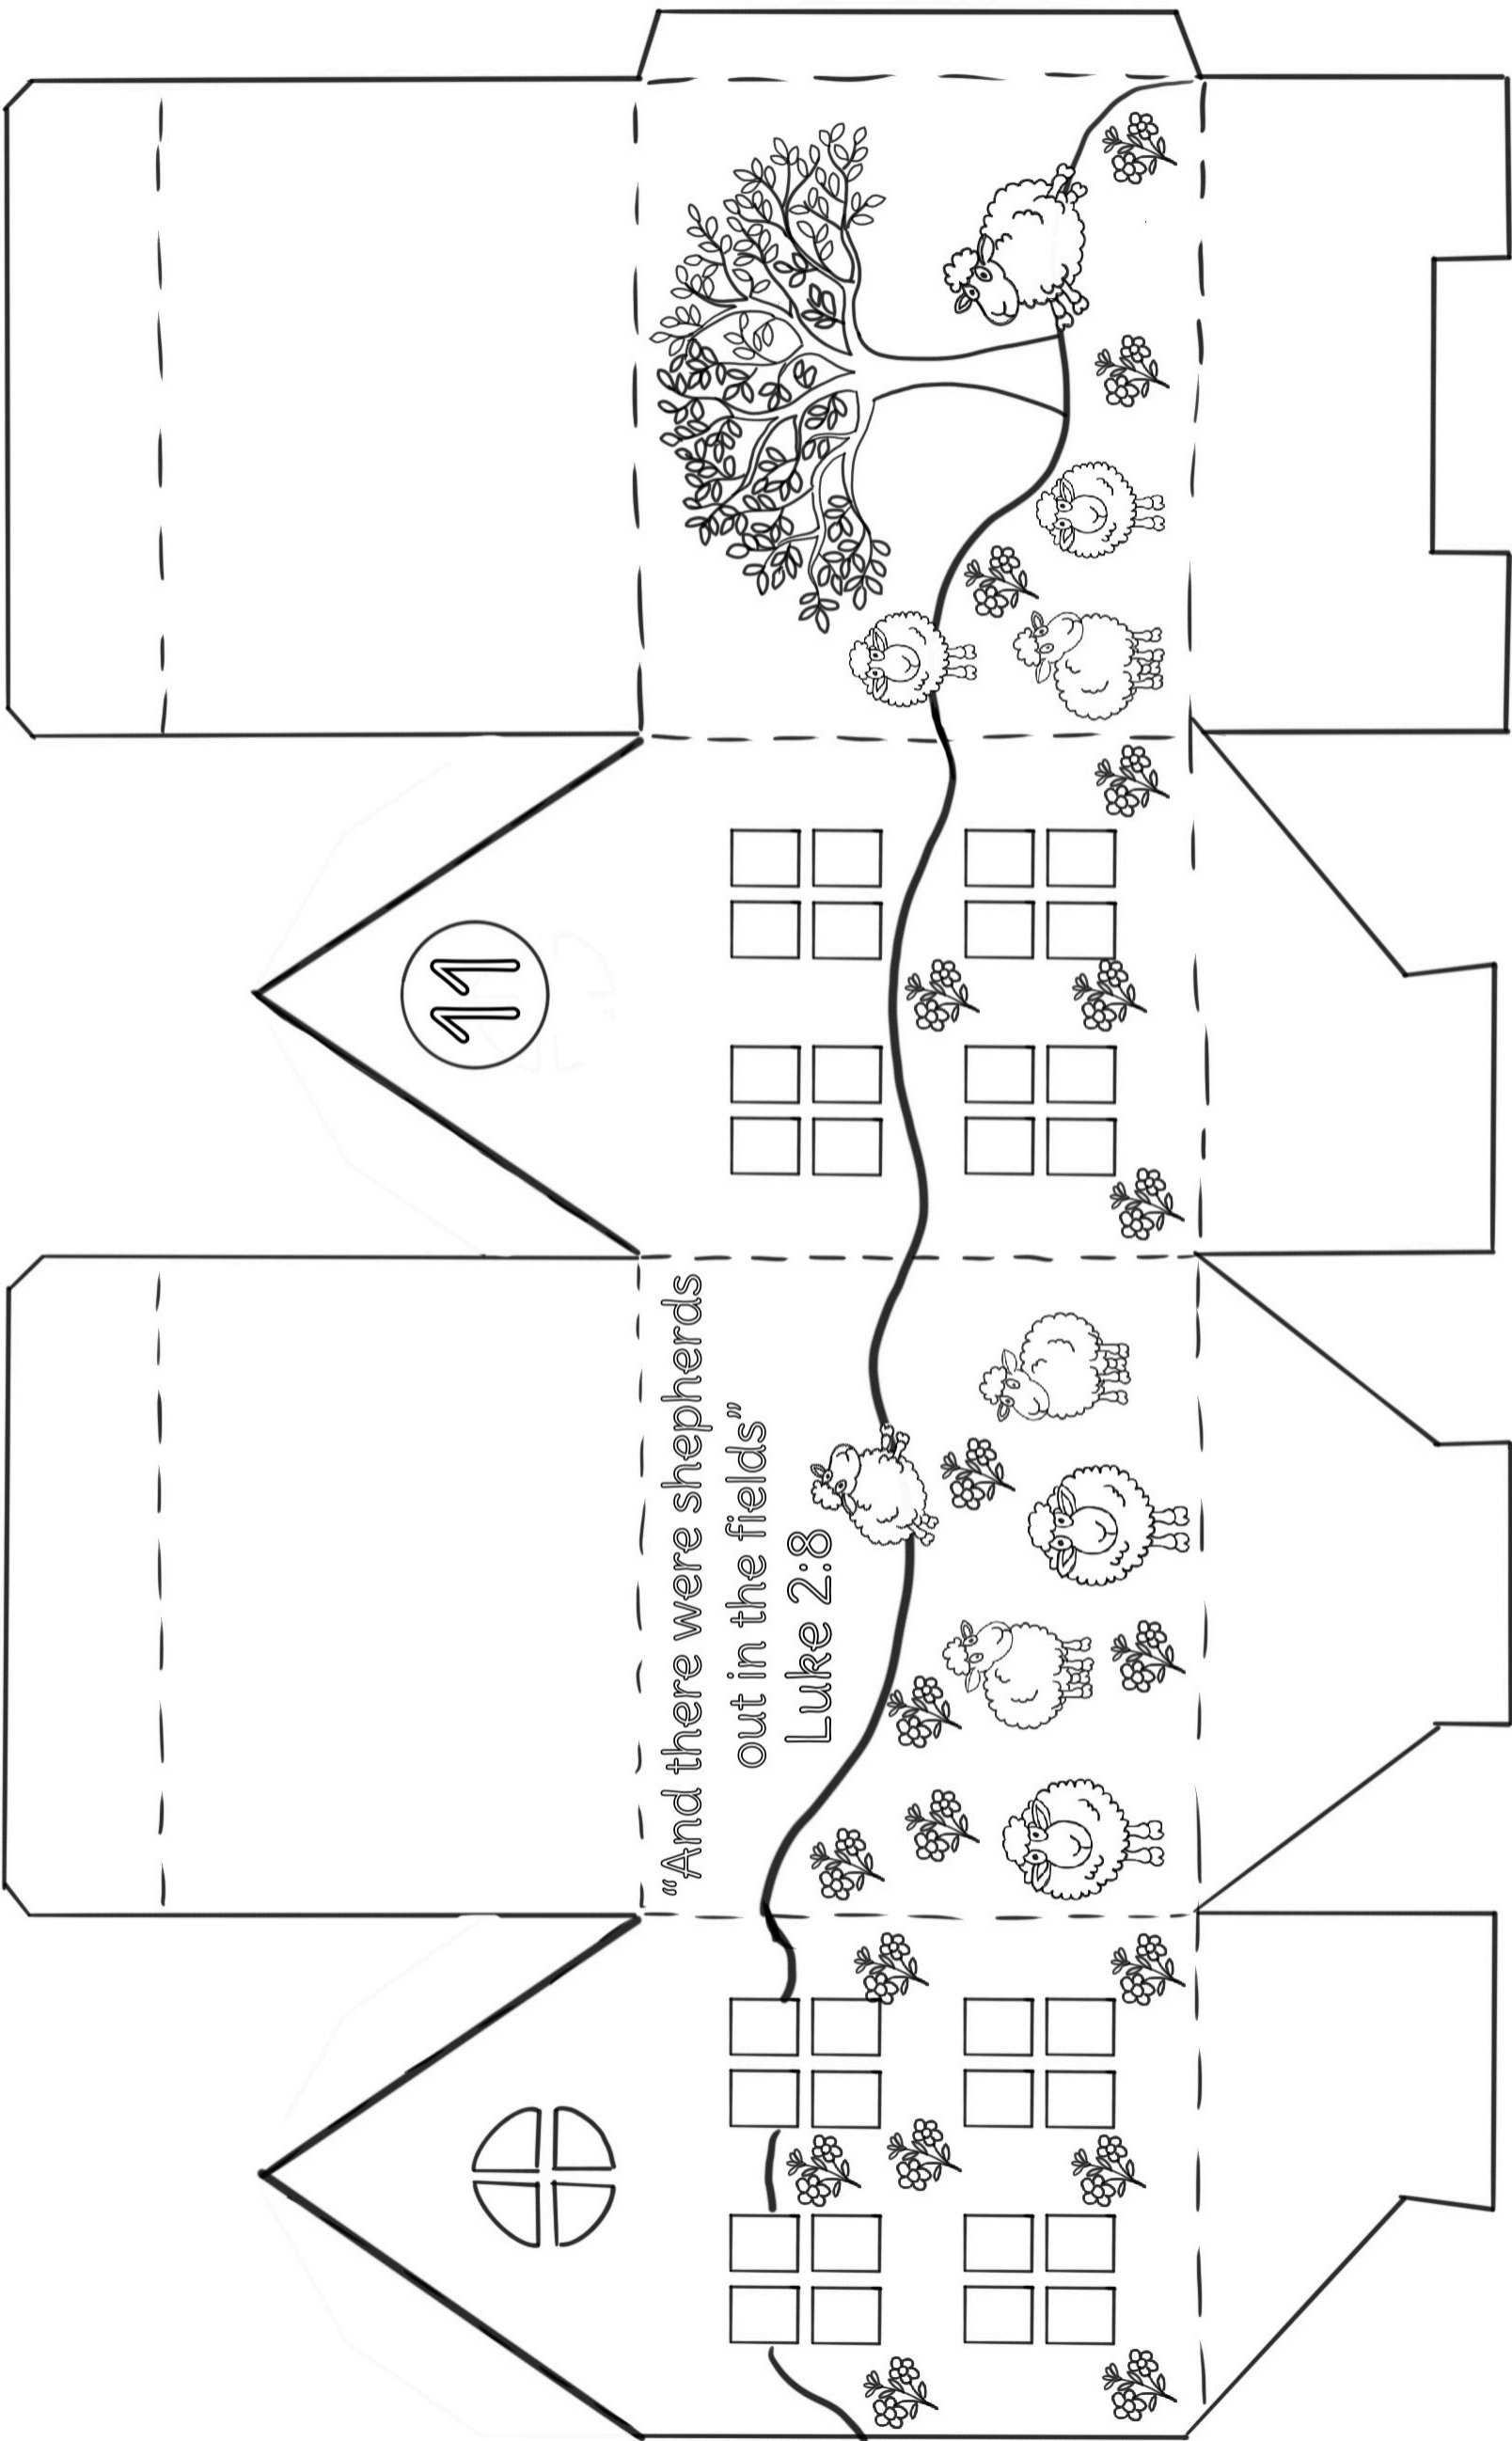 11
“And there were shepherds
out in the fields”
Luke 2:8